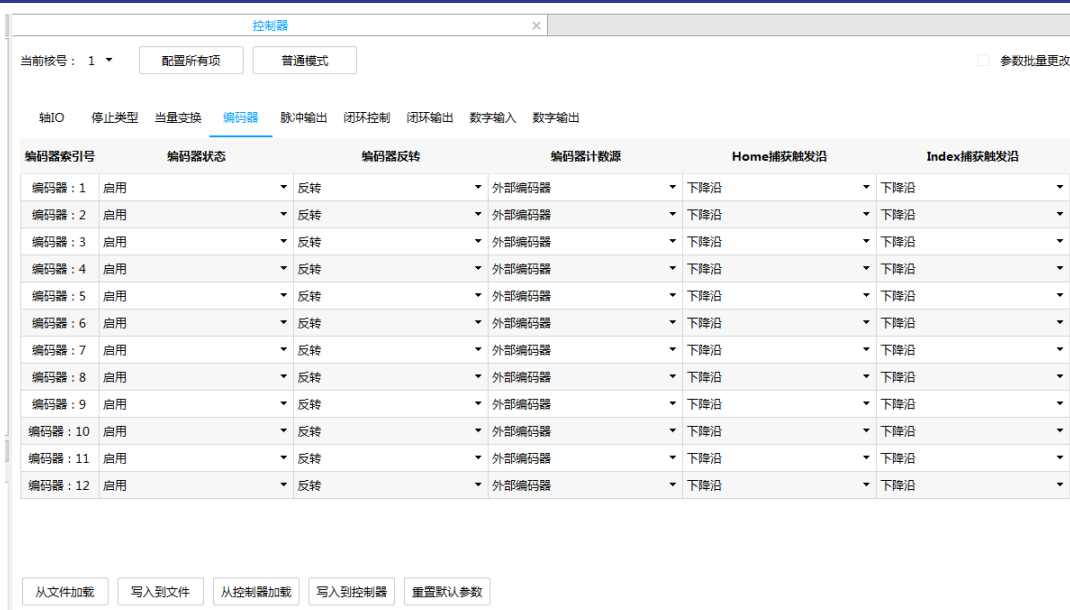 控制器
当前核号： 1 配置所有项 普通模式 参数批量更改
轴IO 停止类型 当量变换 编码器 脉冲输出 闭环控制 闭环输出 数字输入 数字输出
编码器索引号 编码器状态 编码器反转 编码器计数源 Home捕获触发沿 Index捕获触发沿
编码器：1 启用 反转 外部编码器 下降沿 下降沿
编码器：2 启用 反转 外部编码器 下降沿 下降沿
编码器：3 启用 反转 外部编码器 下降沿 下降沿
编码器：4 启用 反转 外部编码器 下降沿 下降沿
编码器：5 启用 反转 外部编码器 下降沿 下降沿
编码器：6 启用 反转 外部编码器 下降沿 下降沿
编码器：7 启用 反转 外部编码器 下降沿 下降沿
编码器：8 启用 反转 外部编码器 下降沿 下降沿
编码器：9 启用 反转 外部编码器 下降沿 下降沿
编码器：10 启用 反转 外部编码器 下降沿 下降沿
编码器：11 启用 反转 外部编码器 下降沿 下降沿
编码器：12 启用 反转 外部编码器 下降沿 下降沿
从文件加载 写入到文件 从控制器加载 写入到控制器 重置默认参数